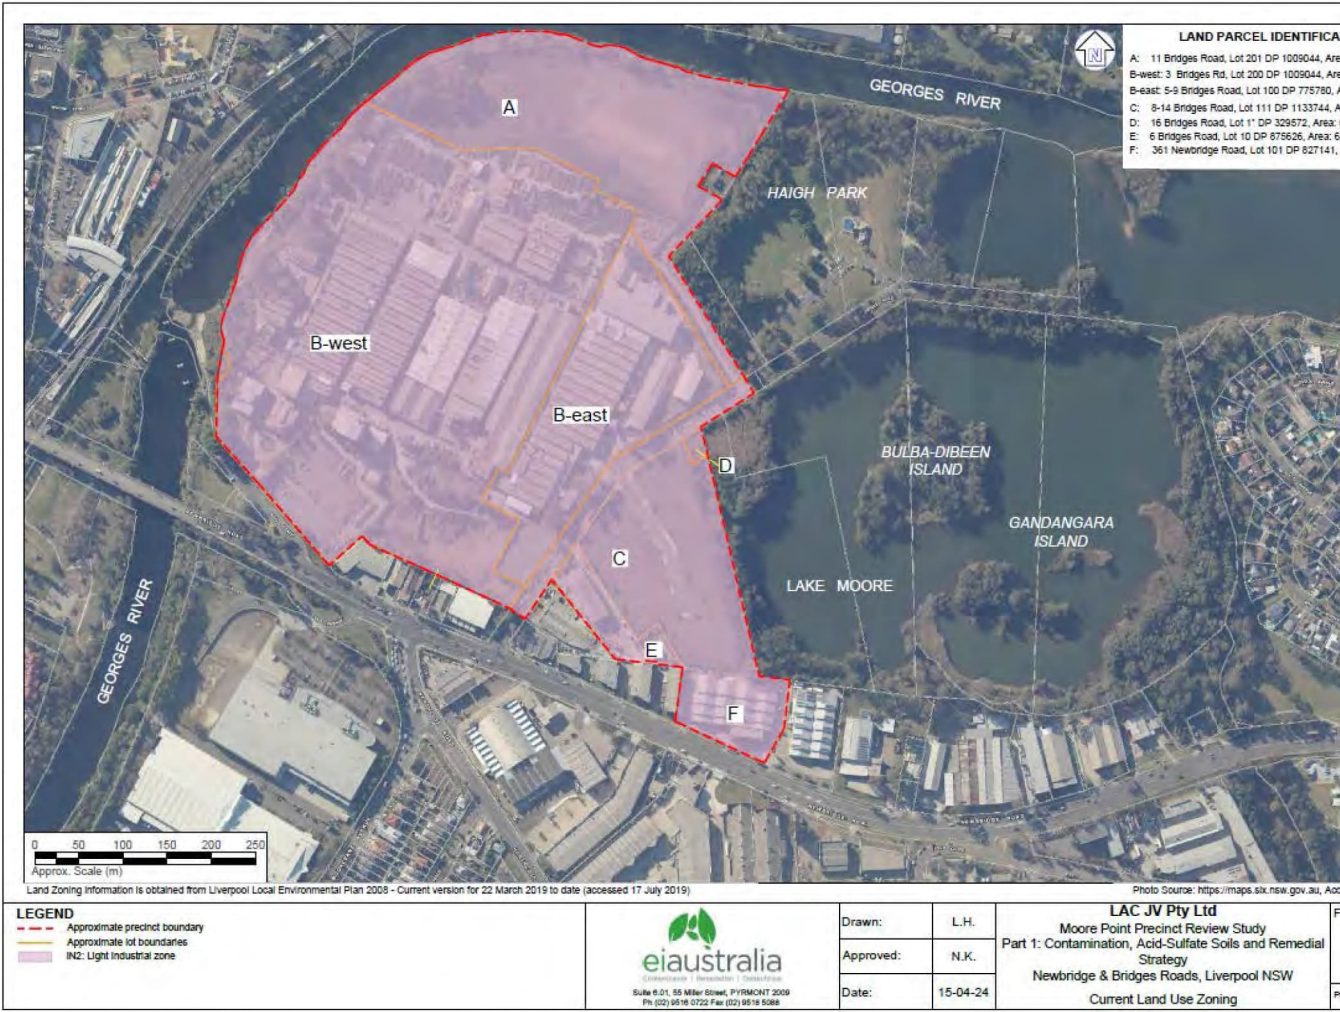 LAND PARCEL IDENTIFICA
A: 11 Bridges Road, Lot 201 DP 1009044, Are
B-west: 3 Bridges Rd, Lot 200 DP 1009044, Are
B-east: 5-9 Bridges Road, Lot 100 DP 775780, A
C: 8-14 Bridges Road, Lot 111 DP 1133744, A
D: 16 Bridges Road, Lot 1" DP 329572, Area:
E: 6 Bridges Road, Lot 10 DP 875626, Area: 6
F: 361 Newbridge Road, Lot 101 DP 827141,
N
GEORGES RIVER
A
HAIGH PARK
B-west
B-east
D
BULBA-DIBEEN
ISLAND
GANDANGARA
ISLAND
C
LAKE MOORE
E
F
GEORGES RIVER
NEWBRIDGE ROAD
0 50 100 150 200 250
Approx. Scale (m)
Land Zoning Information is obtained from Liverpool Local Environmental Plan 2008 - Current version for 22 March 2019 to date (accessed 17 July 2019)
Photo Source: https://maps.six.nsw.gov.au, Acc
LEGEND
Approximate precinct boundary
Approximate lot boundaries
IN2: Light Industrial zone
eiaustralia
Contamination | Remediation | Geotechnical
Suite 6.01, 55 Miller Street, PYRMONT 2009
Ph (02) 9516 0722 Fax (02) 9518 5088
Drawn: L.H.
Approved: N.K.
Date: 15-04-24
LAC JV Pty Ltd
Moore Point Precinct Review Study
Part 1: Contamination, Acid-Sulfate Soils and Remedial
Strategy
Newbridge & Bridges Roads, Liverpool NSW
Current Land Use Zoning
F
P